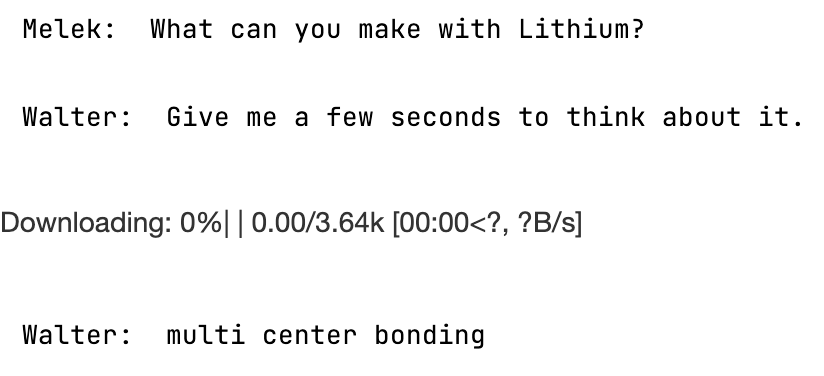 Melek:  What can you make with Lithium?
Walter:  Give me a few seconds to think about it.
Downloading: 0%| | 0.00/3.64k [00:00<?, ?B/s]
Walter:  multi center bonding